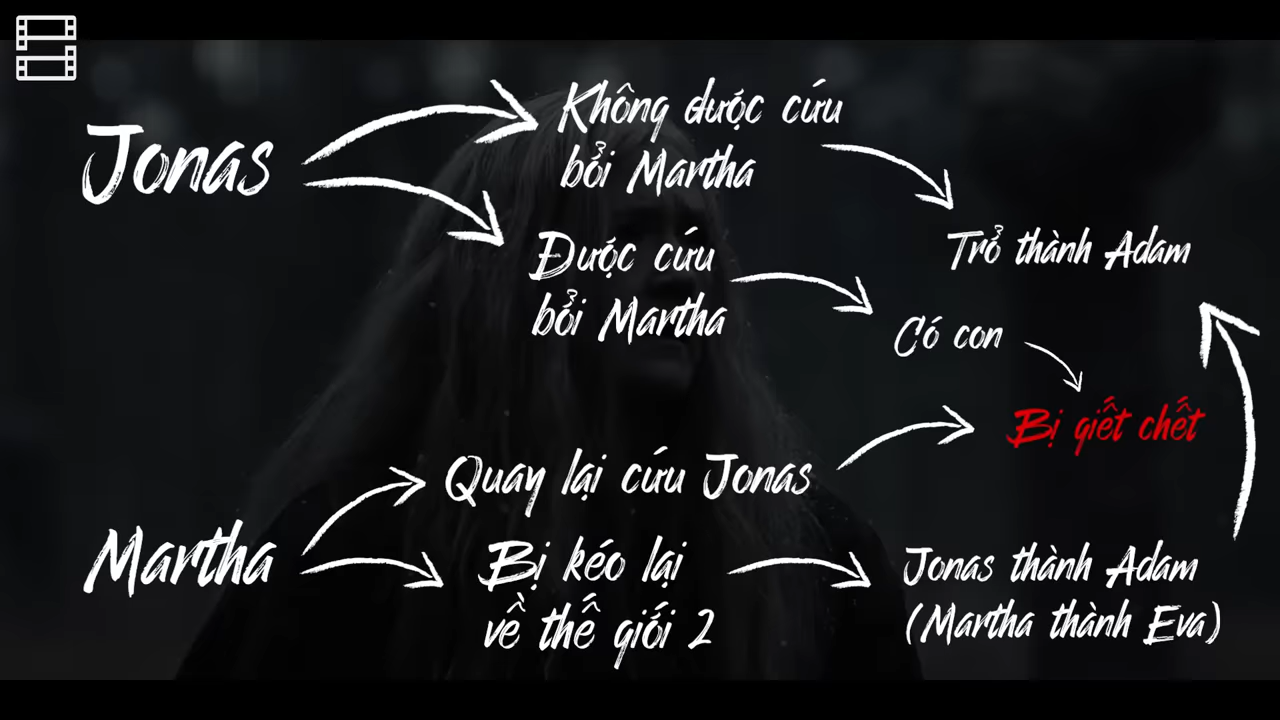 Jonas
Không được cứu
bởi Martha
Được cứu
bởi Martha
Trở thành Adam
Có con
Bị giết chết
Martha
Quay lại cứu Jonas
Bị kéo lại
về thế giới 2
Jonas thành Adam
(Martha thành Eva)